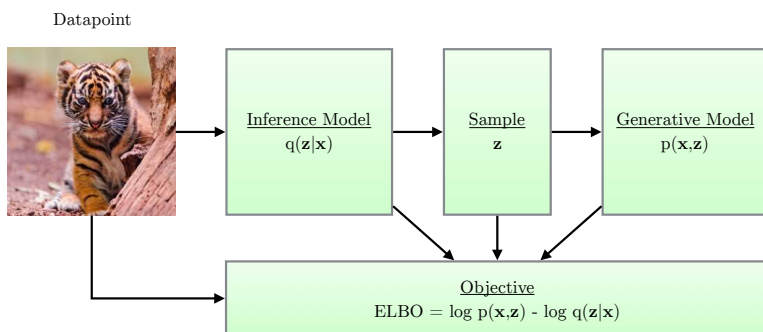 Datapoint
Inference Model
q(z|x)
Sample
z
Generative Model
p(x,z)
Objective
ELBO = log p(x,z) - log q(z|x)